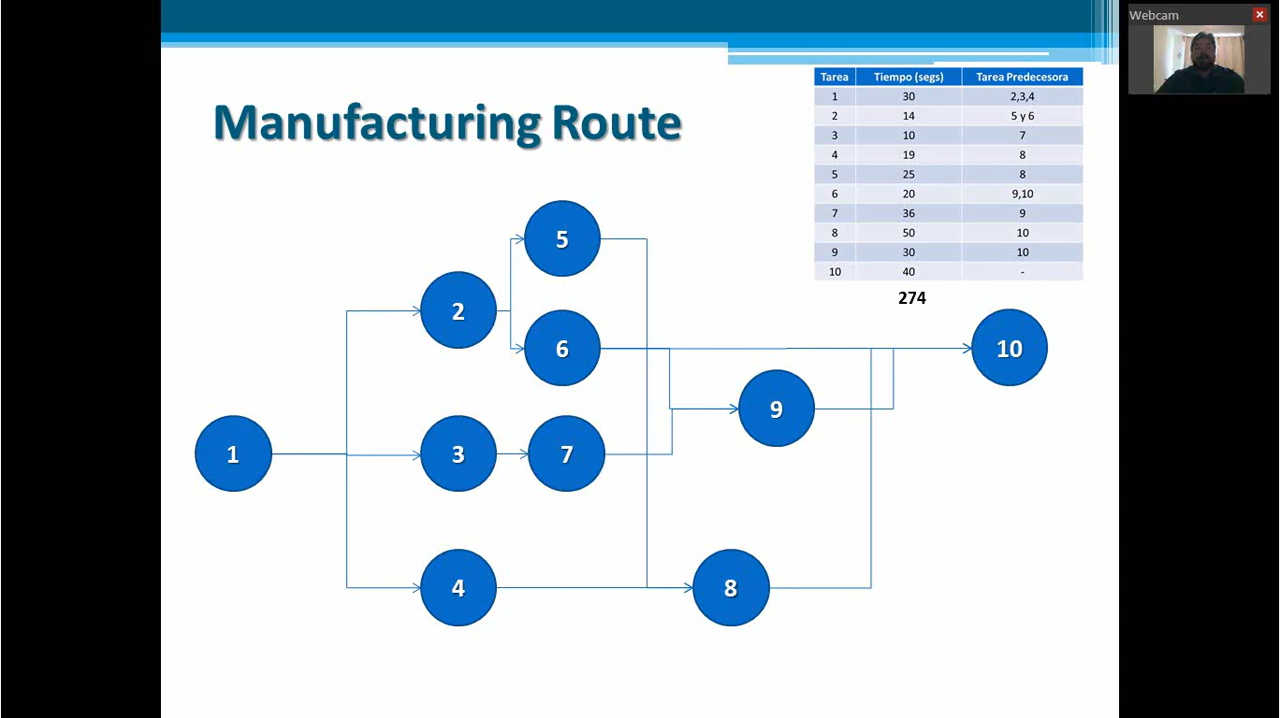 Webcam
Manufacturing Route
Tarea Tiempo (segs) Tarea Predecesora
1 30 2,3,4
2 14 5 y 6
3 10 7
4 19 8
5 25 8
6 20 9,10
7 36 9
8 50 10
9 30 10
10 40 -
274
5
2
6
10
9
1
3
7
4
8